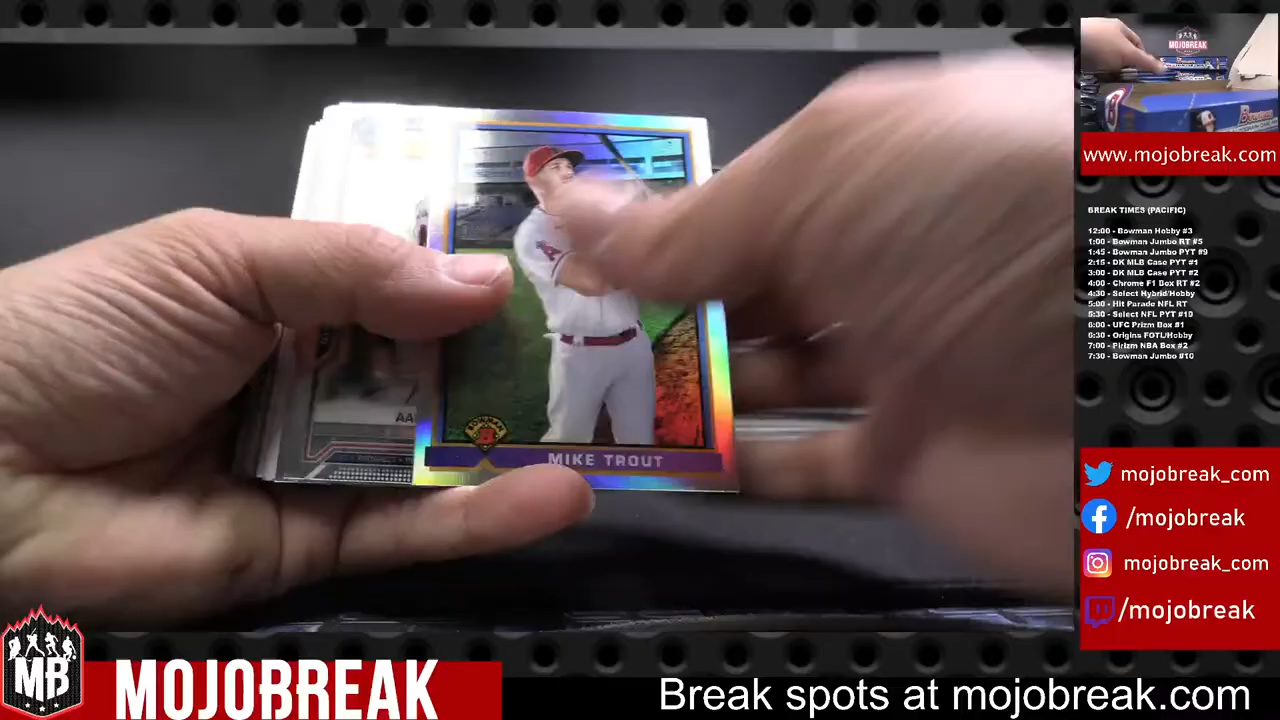 MOJOBREAK
www.mojobreak.com
BREAK TIMES (PACIFIC)
12:00 - Bowman Hobby #3
1:00 - Bowman Jumbo RT #5
1:45 - Bowman Jumbo PYT #9
2:15 - DK MLB Case PYT #1
3:00 - DK MLB Case PYT #2
4:00 - Chrome F1 Box RT #2
4:30 - Select Hybrid/Hobby
5:00 - Hit Parade NFL RT
5:30 - Select NFL PYT #10
6:00 - UFC Prizm Box #1
6:30 - Origins FOTL/Hobby
7:00 - Pirizm NBA Box #2
7:30 - Bowman Jumbo #10
A
AA
BOWMAN
MIKE TROUT
mojobreak_com
/mojobreak
mojobreak_com
/mojobreak
MB
MOJOBREAK
Break spots at mojobreak.com